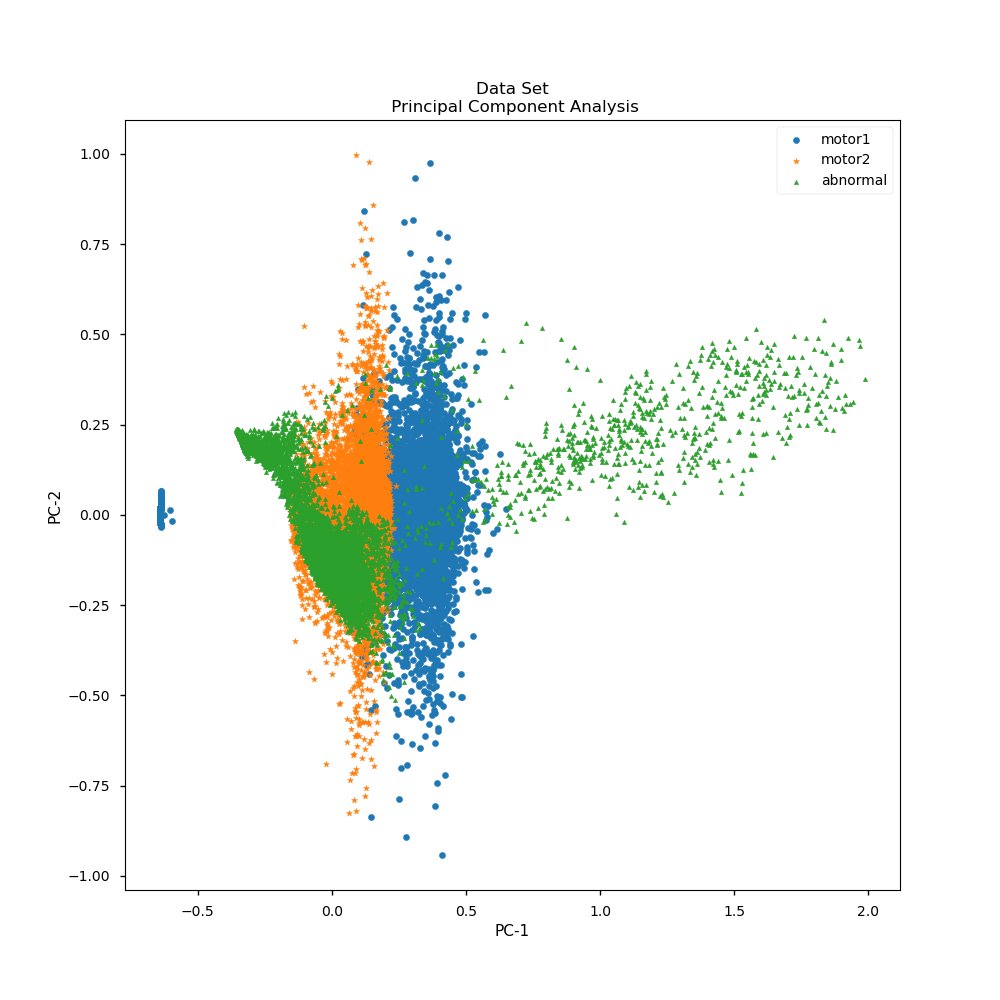 Data Set
Principal Component Analysis
motor1
motor2
abnormal
1.00
0.75
0.50
0.25
0.00
−0.25
−0.50
−0.75
−1.00
PC-2
−0.5
0.0
0.5
1.0
1.5
2.0
PC-1